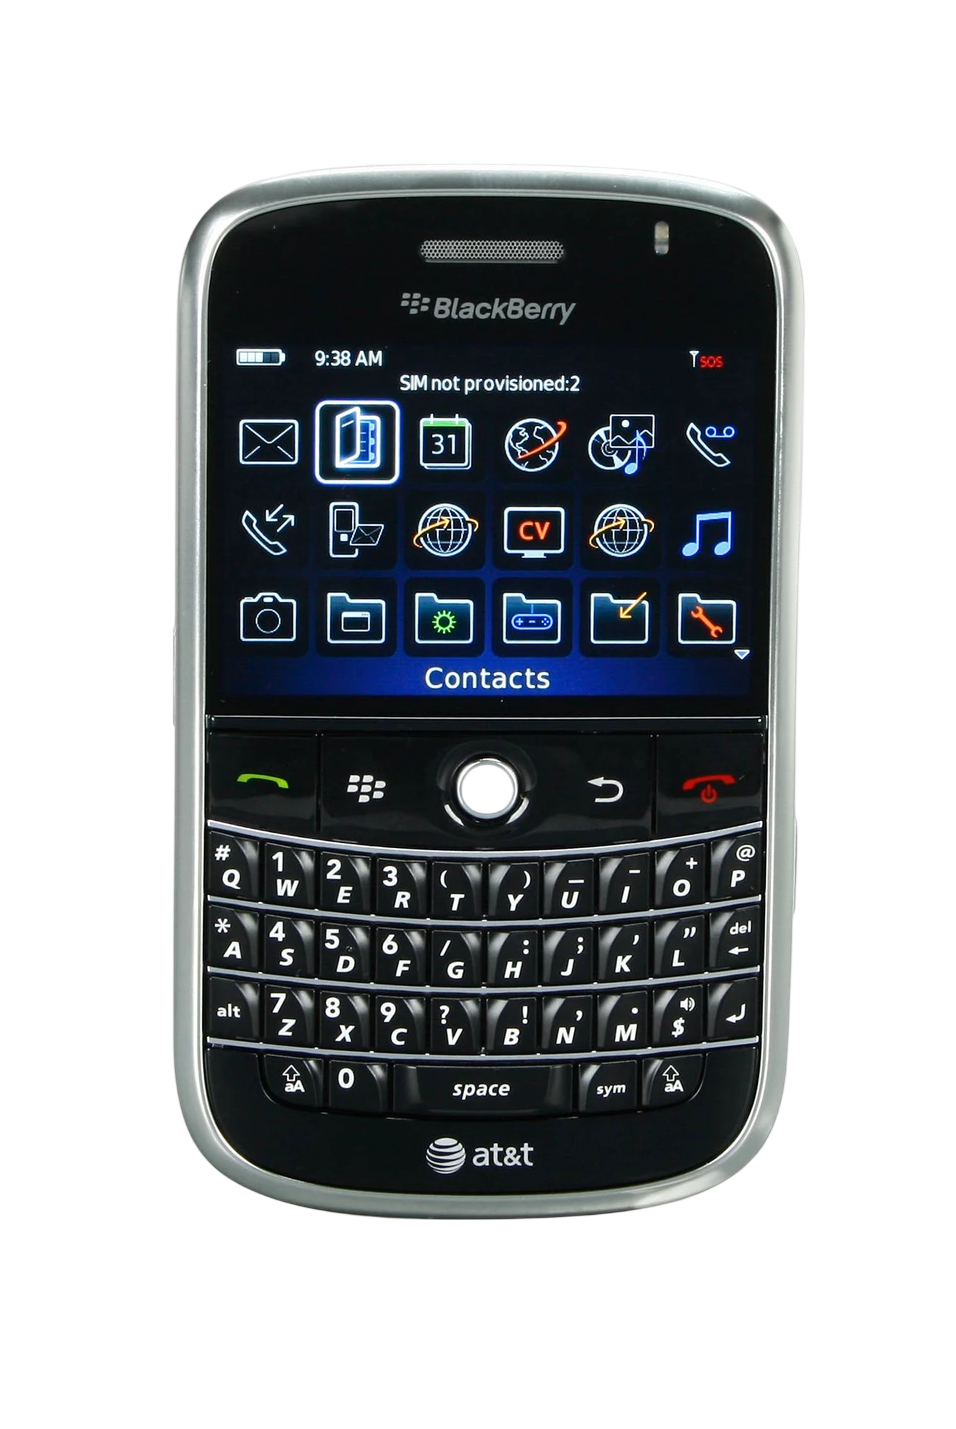 BlackBerry
9:38 AM SOS
SIM not provisioned:2
31
CV
Contacts
# 1 2 3 ( ) _ - + @
Q W E R T Y U I O P
* 4 5 6 / : ; ' " del
A S D F G H J K L
alt 7 8 9 ? ! , .
Z X C V B N M $
aA 0 space sym aA
at&t